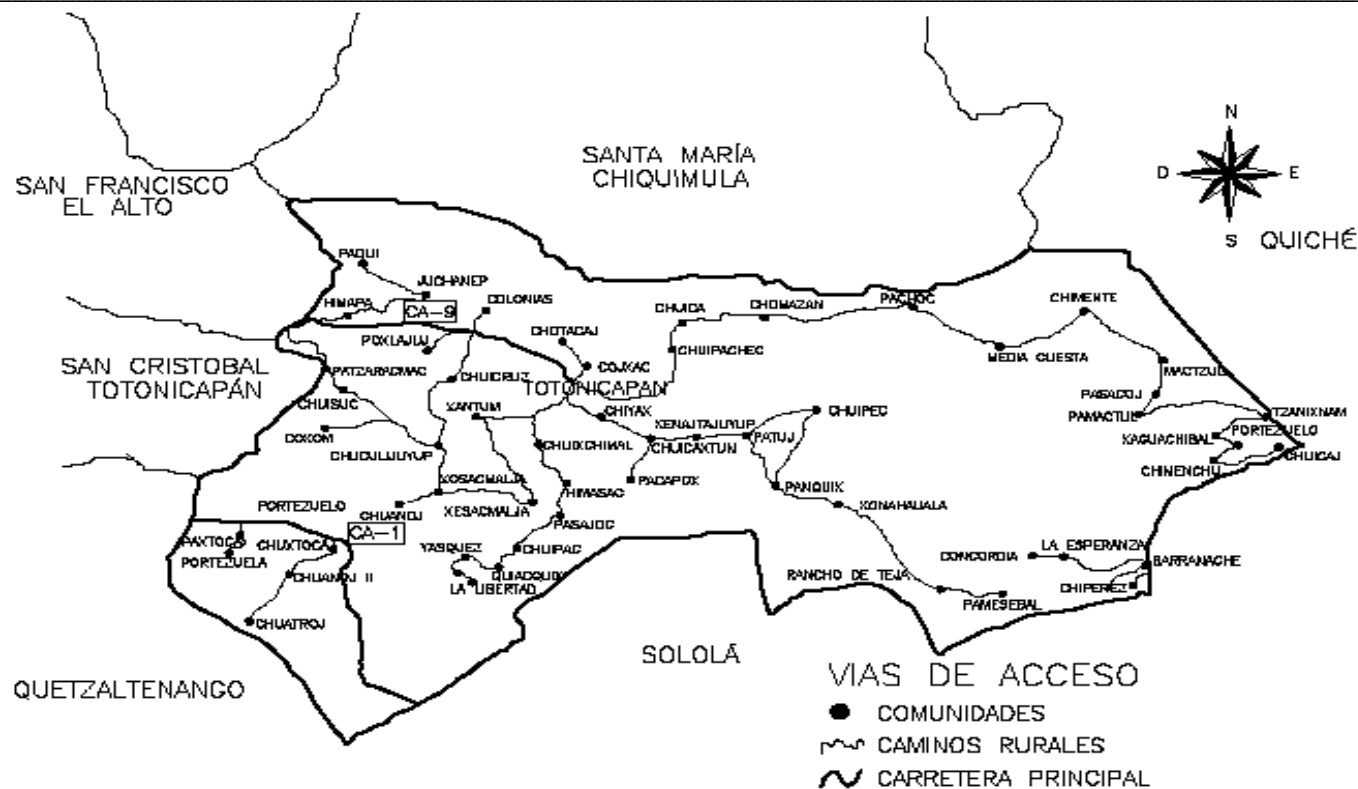 SANTA MARÍA
CHIQUIMULA
SAN FRANCISCO
EL ALTO
N
D
E
S
QUICHÉ
PAQUI
JUCHANEP
HIMAPA
CA-9
COLONIAS
POXLAJUJ
CHOTACAJ
COJXAC
CHUICA
CHOMAZAN
PACHOC
CHIMENTE
CHUIPACHEC
MEDIA CUESTA
MACTZUL
SAN CRISTOBAL
TOTONICAPÁN
PATZARAGMAC
CHUICRUZ
TOTONICAPAN
CHUISUC
XANTUM
CHIYAX
CHUIPEC
PASACOJ
PAMACTUL
TZANIXNAM
COXOM
CHUCULJULYUP
CHUIXCHIMAL
XENAJTAJUYUP
CHUICAXTUN
PATUJ
XAGUACHIBAL
PORTEZUELO
CHUICAJ
CHIMENCHU
XOSACMALJA
XESACMALJA
HIMASAC
PACAPOX
PANQUIX
PORTEZUELO
CHUANOJ
PASAJOC
XONAHAUALA
CA-1
PAXTOCA
PORTEZUELA
CHUXTOCA
YASQUEZ
CHUIPAC
CONCORDIA
LA ESPERANZA
BARRANACHE
CHUANOJ II
QUIACQUIX
LA LIBERTAD
RANCHO DE TEJA
PAMESEBAL
CHIPEREZ
CHUATROJ
SOLOLÁ
QUETZALTENANGO
VIAS DE ACCESO
COMUNIDADES
CAMINOS RURALES
CARRETERA PRINCIPAL